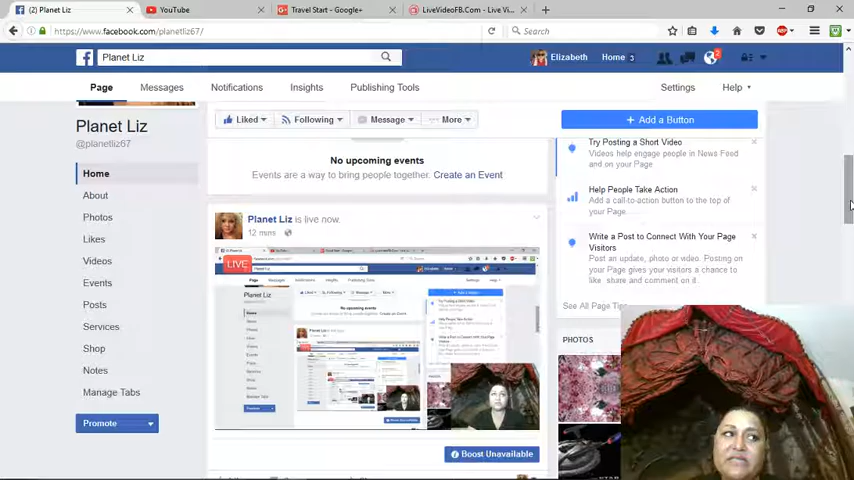 (2) Planet Liz
YouTube
Travel Start - Google+
LiveVideoFB.Com - Live Vi...
https://www.facebook.com/planetliz67/
Search
Planet Liz
Elizabeth
Home 3
2
Page
Messages
Notifications
Insights
Publishing Tools
Settings
Help
Liked
Following
Message
More
+ Add a Button
Planet Liz
@planetliz67
Home
About
Photos
Likes
Videos
Events
Posts
Services
Shop
Notes
Manage Tabs
Promote
No upcoming events
Events are a way to bring people together. Create an Event
Planet Liz is live now.
12 mins
LIVE
Boost Unavailable
Try Posting a Short Video
Videos help engage people in News Feed
and on your Page
Help People Take Action
Add a call-to-action button to the top of
your Page.
Write a Post to Connect With Your Page
Visitors
Post an update, photo or video. Posting
on your Page gives your visitors a chance to
like share and comment on it.
See All Page Tips
PHOTOS